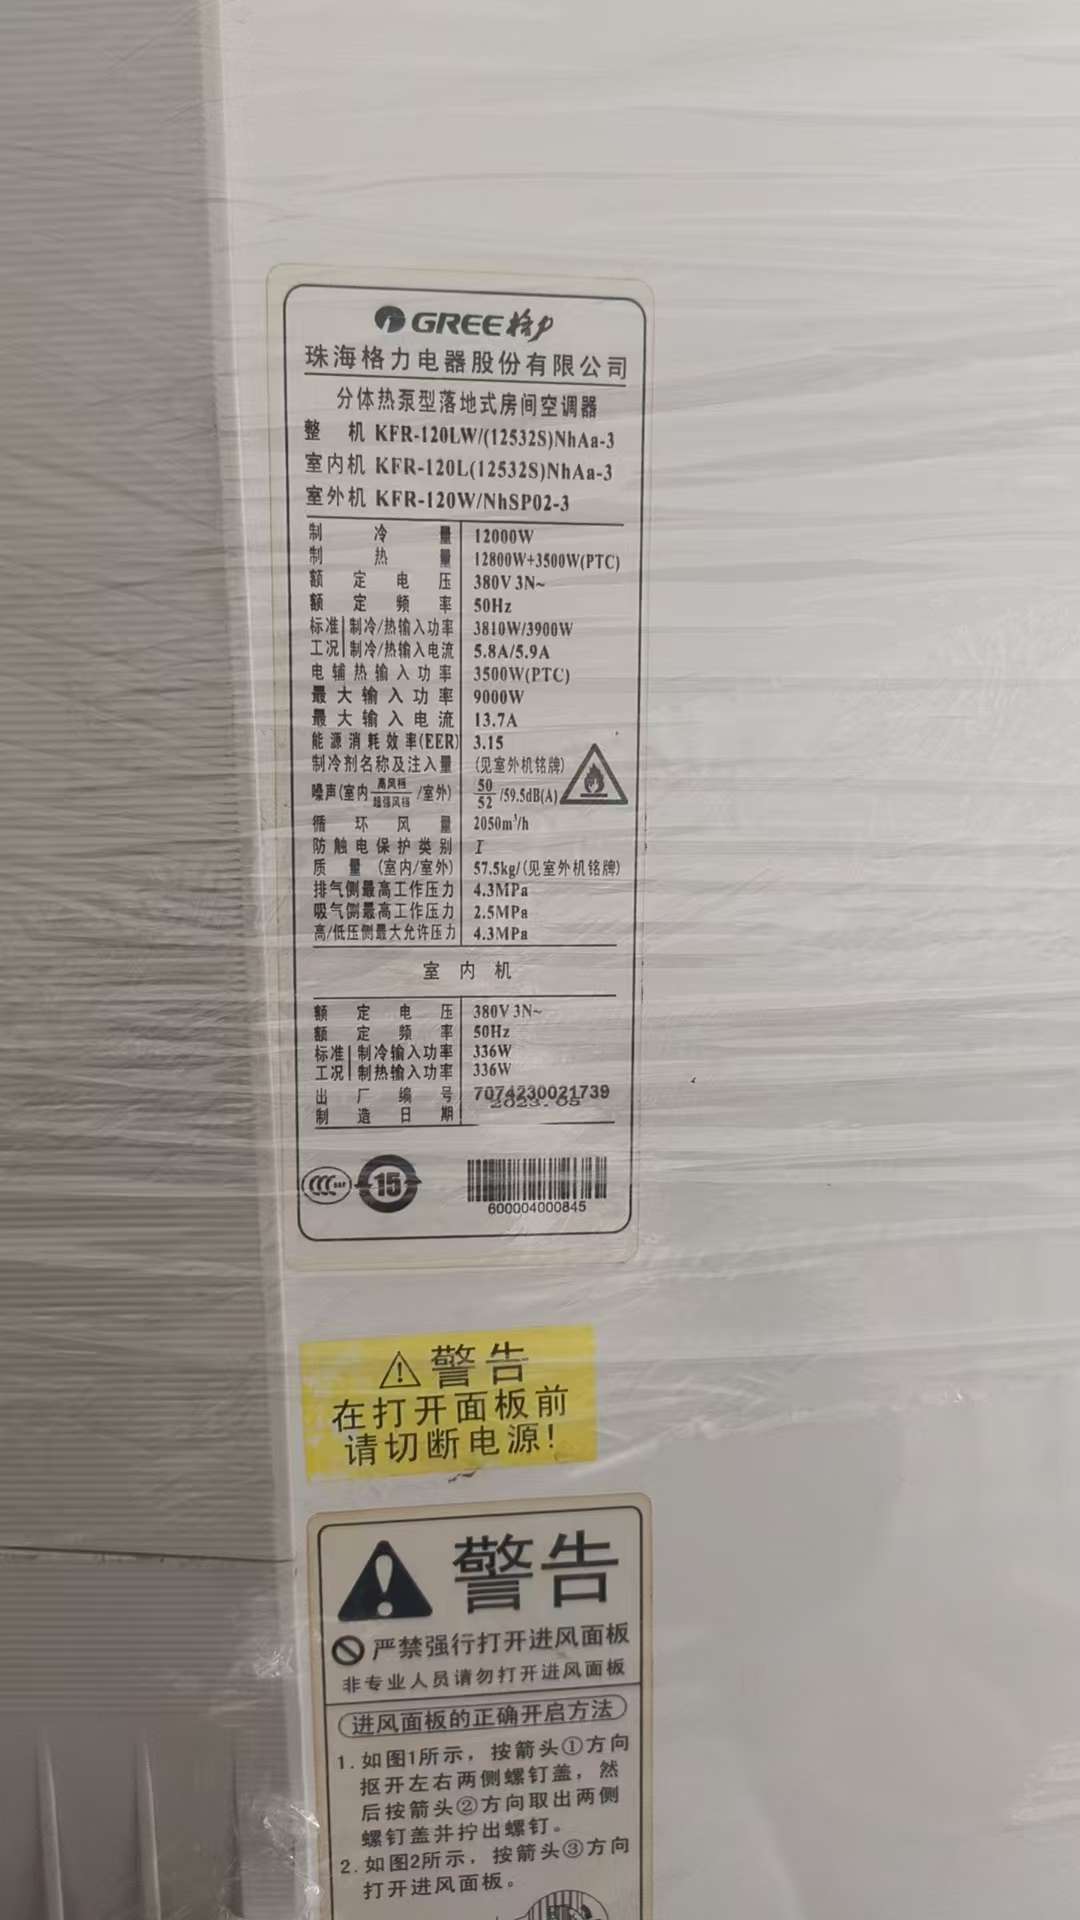 GREE格力
珠海格力电器股份有限公司
分体热泵型落地式房间空调器
整 机 KFR-120LW/(12532S)NhAa-3
室内机 KFR-120L(12532S)NhAa-3
室外机 KFR-120W/NhSP02-3
制冷量 12000W
制热量 12800W+3500W(PTC)
额定电压 380V 3N~
额定频率 50Hz
标准 制冷/热输入功率 3810W/3900W
工况 制冷/热输入电流 5.8A/5.9A
电辅热输入功率 3500W(PTC)
最大输入功率 9000W
最大输入电流 13.7A
能源消耗效率(EER) 3.15
制冷剂名称及注入量 (见室外机铭牌)
噪声(室内 高风档/超强风档 /室外) 50/52 /59.5dB(A)
循环风量 2050m³/h
防触电保护类别 I
质量(室内/室外) 57.5kg/(见室外机铭牌)
排气侧最高工作压力 4.3MPa
吸气侧最高工作压力 2.5MPa
高/低压侧最大允许压力 4.3MPa
室内机
额定电压 380V 3N~
额定频率 50Hz
标准 制冷输入功率 336W
工况 制热输入功率 336W
出厂编号 7074230021739
制造日期 2023.05
CCC 15
600004000845
警告
在打开面板前
请切断电源!
警告
严禁强行打开进风面板
非专业人员请勿打开进风面板
进风面板的正确开启方法
1.如图1所示，按箭头①方向
抠开左右两侧螺钉盖，然
后按箭头②方向取出两侧
螺钉盖并拧出螺钉。
2.如图2所示，按箭头③方向
打开进风面板。